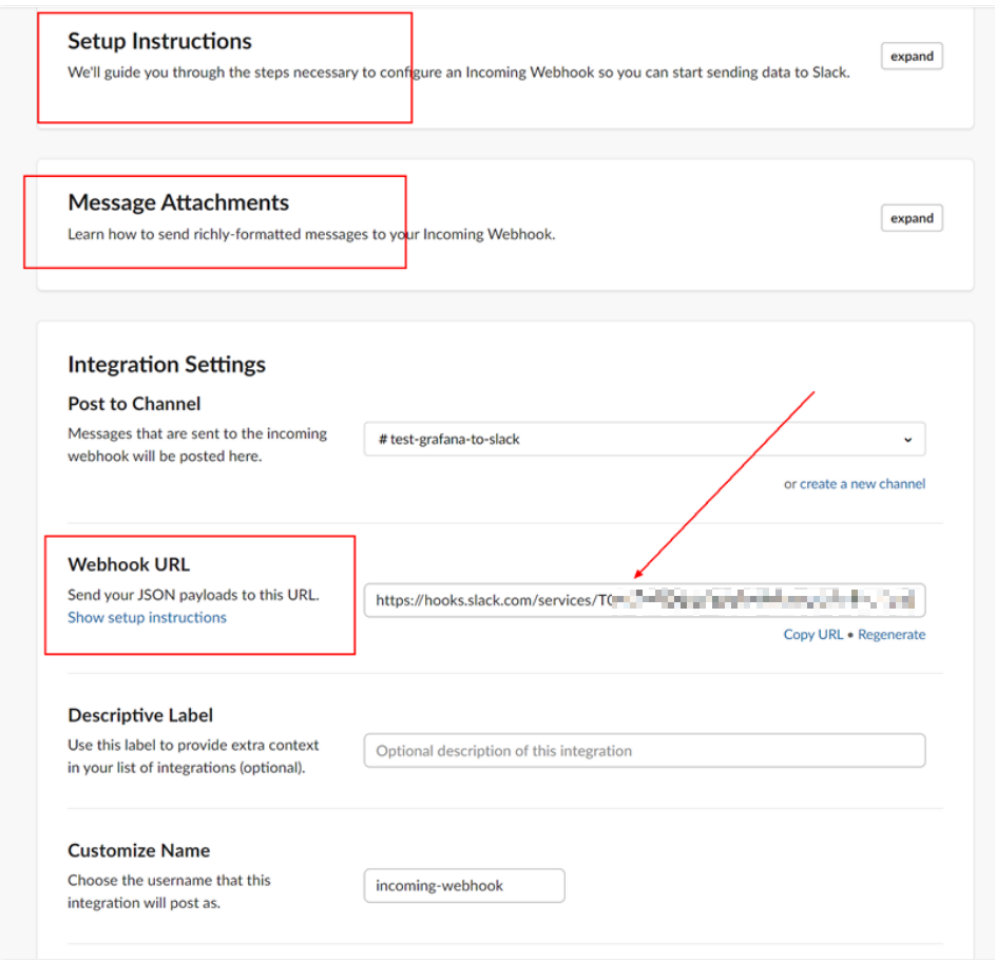 Setup Instructions
We'll guide you through the steps necessary to configure an Incoming Webhook so you can start sending data to Slack.
expand
Message Attachments
Learn how to send richly-formatted messages to your Incoming Webhook.
expand
Integration Settings
Post to Channel
Messages that are sent to the incoming
webhook will be posted here.
# test-grafana-to-slack
or create a new channel
Webhook URL
Send your JSON payloads to this URL.
Show setup instructions
https://hooks.slack.com/services/T
Copy URL • Regenerate
Descriptive Label
Use this label to provide extra context
in your list of integrations (optional).
Optional description of this integration
Customize Name
Choose the username that this
integration will post as.
incoming-webhook